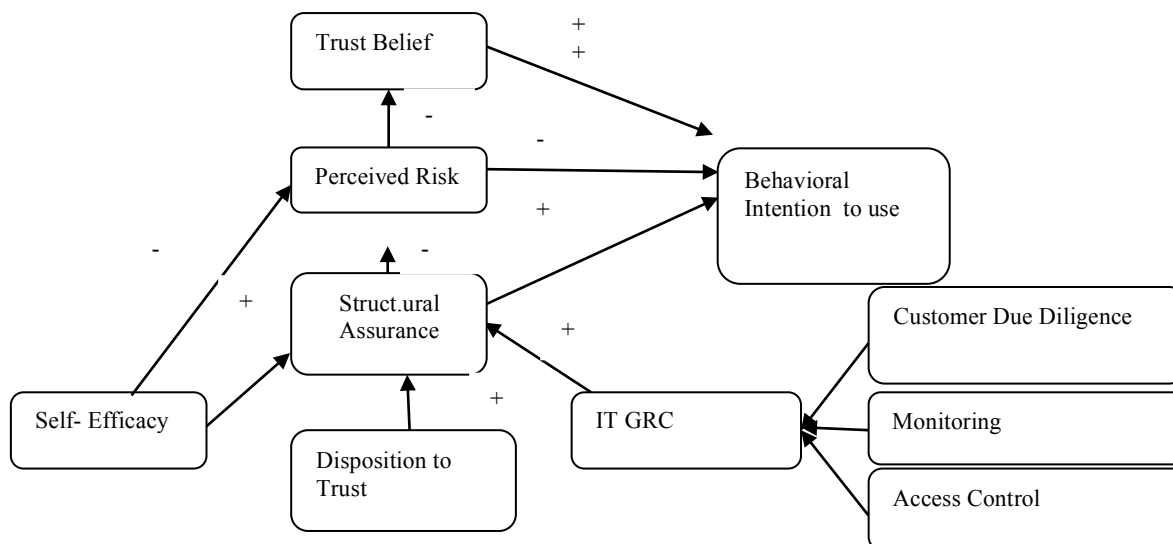 +
Trust Belief
+
-
-
Perceived Risk
Behavioral
Intention to use
+
-
-
+
Struct.ural
Assurance
Customer Due Diligence
+
+
Self- Efficacy
IT GRC
Monitoring
Disposition to
Trust
Access Control